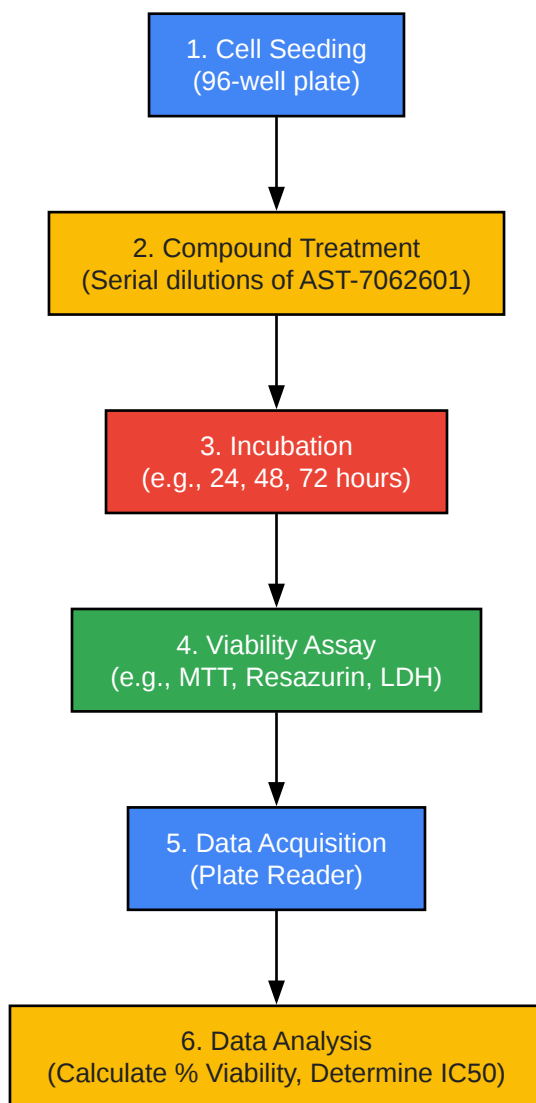 1. Cell Seeding
(96-well plate)
2. Compound Treatment
(Serial dilutions of AST-7062601)
3. Incubation
(e.g., 24, 48, 72 hours)
4. Viability Assay
(e.g., MTT, Resazurin, LDH)
5. Data Acquisition
(Plate Reader)
6. Data Analysis
(Calculate % Viability, Determine IC50)